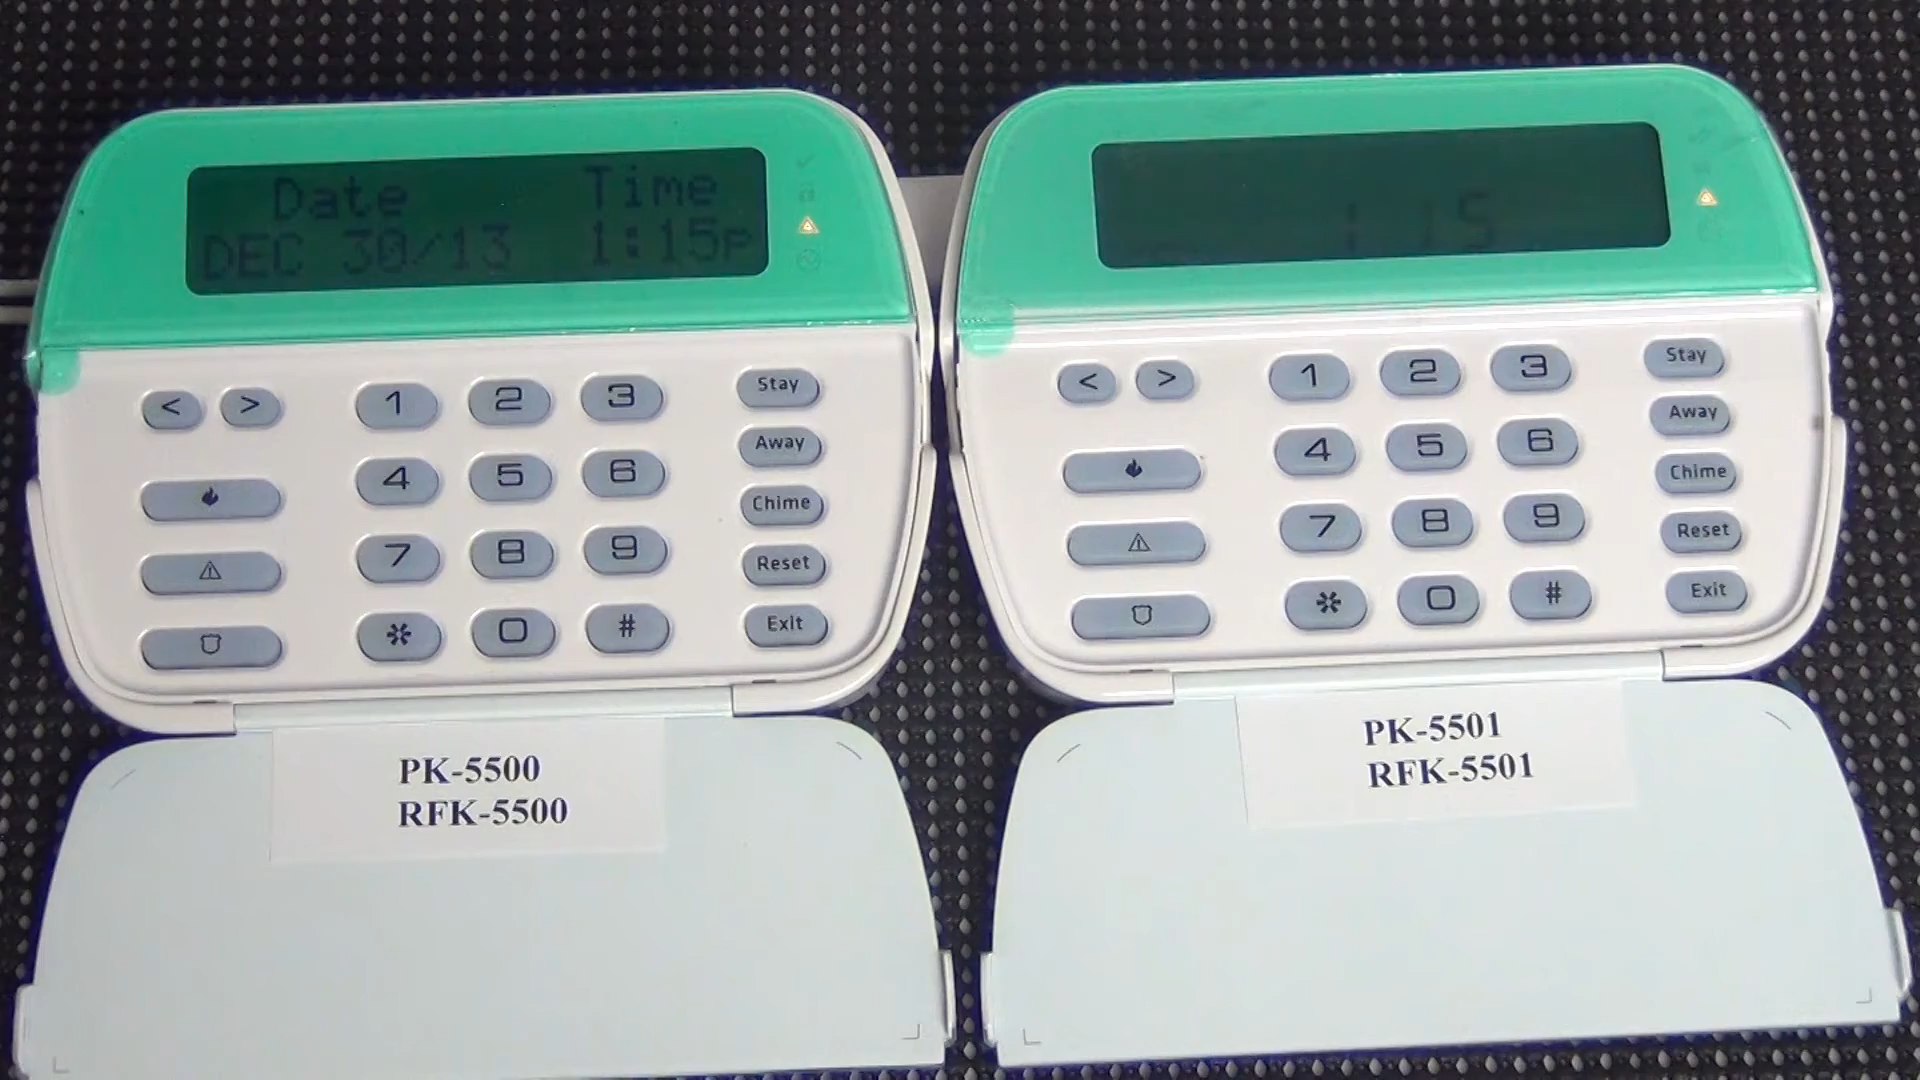 Date Time
DEC 30/13 1:15p
< > 1 2 3 Stay
Away
4 5 6
Chime
7 8 9
Reset
* 0 # Exit
PK-5500
RFK-5500
1 15
< > 1 2 3 Stay
Away
4 5 6
Chime
7 8 9
Reset
* 0 # Exit
PK-5501
RFK-5501